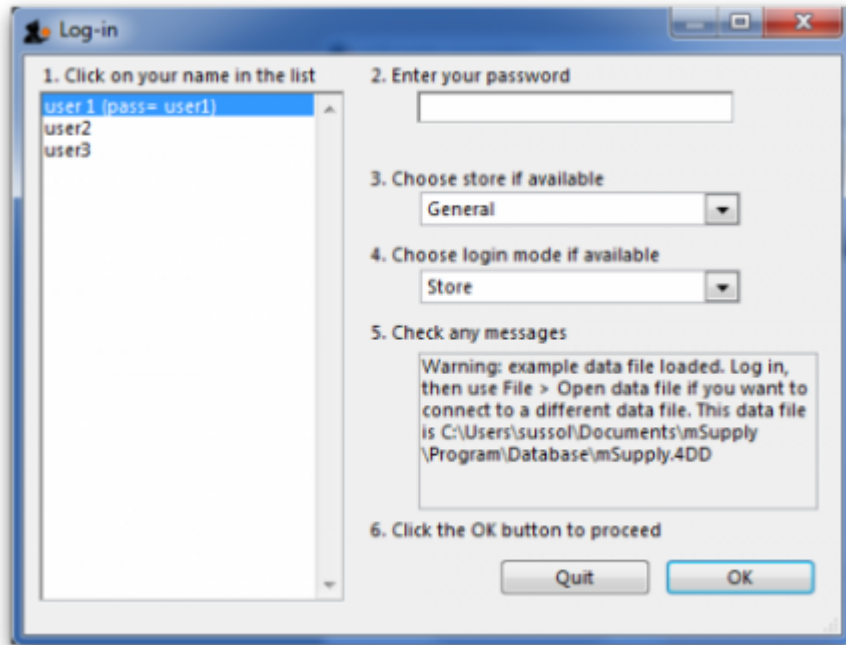 Log-in
1. Click on your name in the list
user 1 (pass= user1)
user2
user3
2. Enter your password
3. Choose store if available
General
4. Choose login mode if available
Store
5. Check any messages
Warning: example data file loaded. Log in,
then use File > Open data file if you want to
connect to a different data file. This data file
is C:\Users\sussol\Documents\mSupply
\Program\Database\mSupply.4DD
6. Click the OK button to proceed
Quit
OK